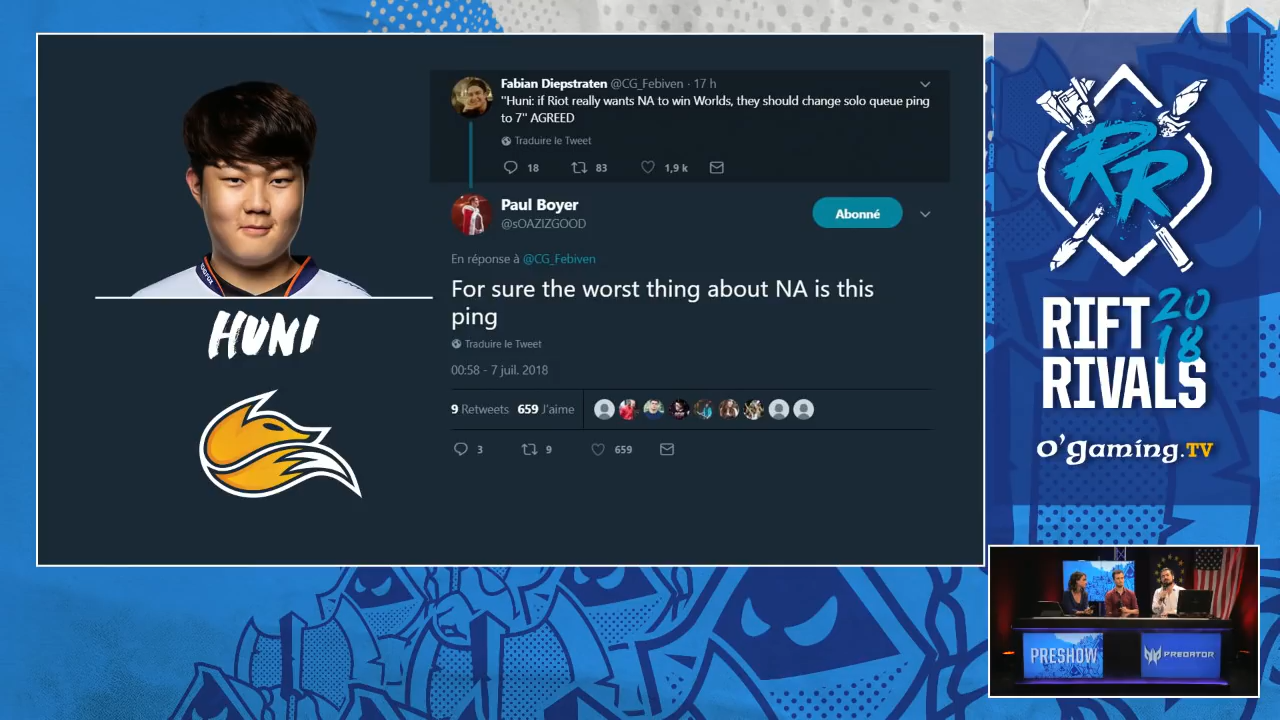 Fabian Diepstraten @CG_Febiven · 17 h
"Huni: if Riot really wants NA to win Worlds, they should change solo queue ping
to 7" AGREED
Traduire le Tweet
18 83 1,9 k
Paul Boyer
@sOAZIZGOOD
Abonné
En réponse à @CG_Febiven
For sure the worst thing about NA is this
ping
Traduire le Tweet
00:58 - 7 juil. 2018
9 Retweets 659 J'aime
3 9 659
HUNI
RR
RIFT 20
18
RIVALS
O'Gaming.TV
PRESHOW
PREDATOR